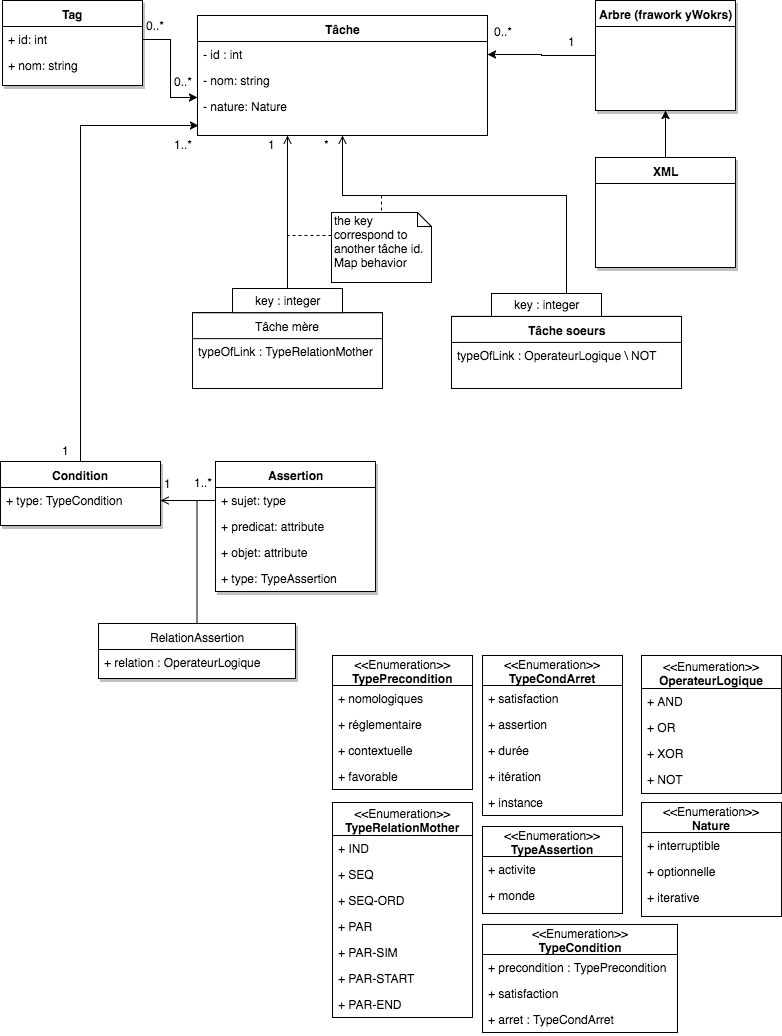 Tag
+ id: int
+ nom: string
0..*
0..*
Tâche
- id : int
- nom: string
- nature: Nature
0..*
1
Arbre (frawork yWokrs)
XML
1..*
1
*
the key
correspond to
another tâche id.
Map behavior
key : integer
Tâche mère
typeOfLink : TypeRelationMother
key : integer
Tâche soeurs
typeOfLink : OperateurLogique \ NOT
1
Condition
+ type: TypeCondition
1
1..*
Assertion
+ sujet: type
+ predicat: attribute
+ objet: attribute
+ type: TypeAssertion
RelationAssertion
+ relation : OperateurLogique
<<Enumeration>>
TypePrecondition
+ nomologiques
+ réglementaire
+ contextuelle
+ favorable
<<Enumeration>>
TypeCondArret
+ satisfaction
+ assertion
+ durée
+ itération
+ instance
<<Enumeration>>
OperateurLogique
+ AND
+ OR
+ XOR
+ NOT
<<Enumeration>>
TypeRelationMother
+ IND
+ SEQ
+ SEQ-ORD
+ PAR
+ PAR-SIM
+ PAR-START
+ PAR-END
<<Enumeration>>
TypeAssertion
+ activite
+ monde
<<Enumeration>>
Nature
+ interruptible
+ optionnelle
+ iterative
<<Enumeration>>
TypeCondition
+ precondition : TypePrecondition
+ satisfaction
+ arret : TypeCondArret